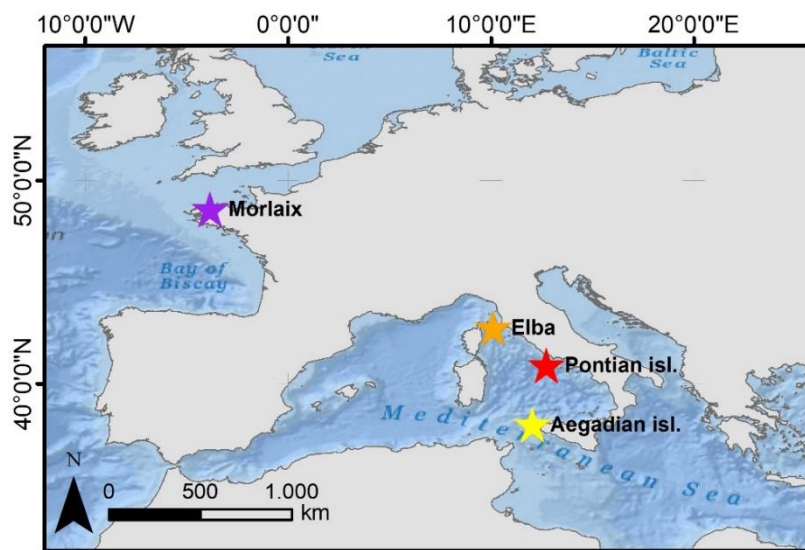 10°0'0"W 0°0'0" 10°0'0"E 20°0'0"E
Sea
Baltic
Sea
50°0'0"N
Morlaix
Bay of
Biscay
Elba
Pontian isl.
40°0'0"N
Aegadian isl.
Mediterranean Sea
N
0 500 1.000
km